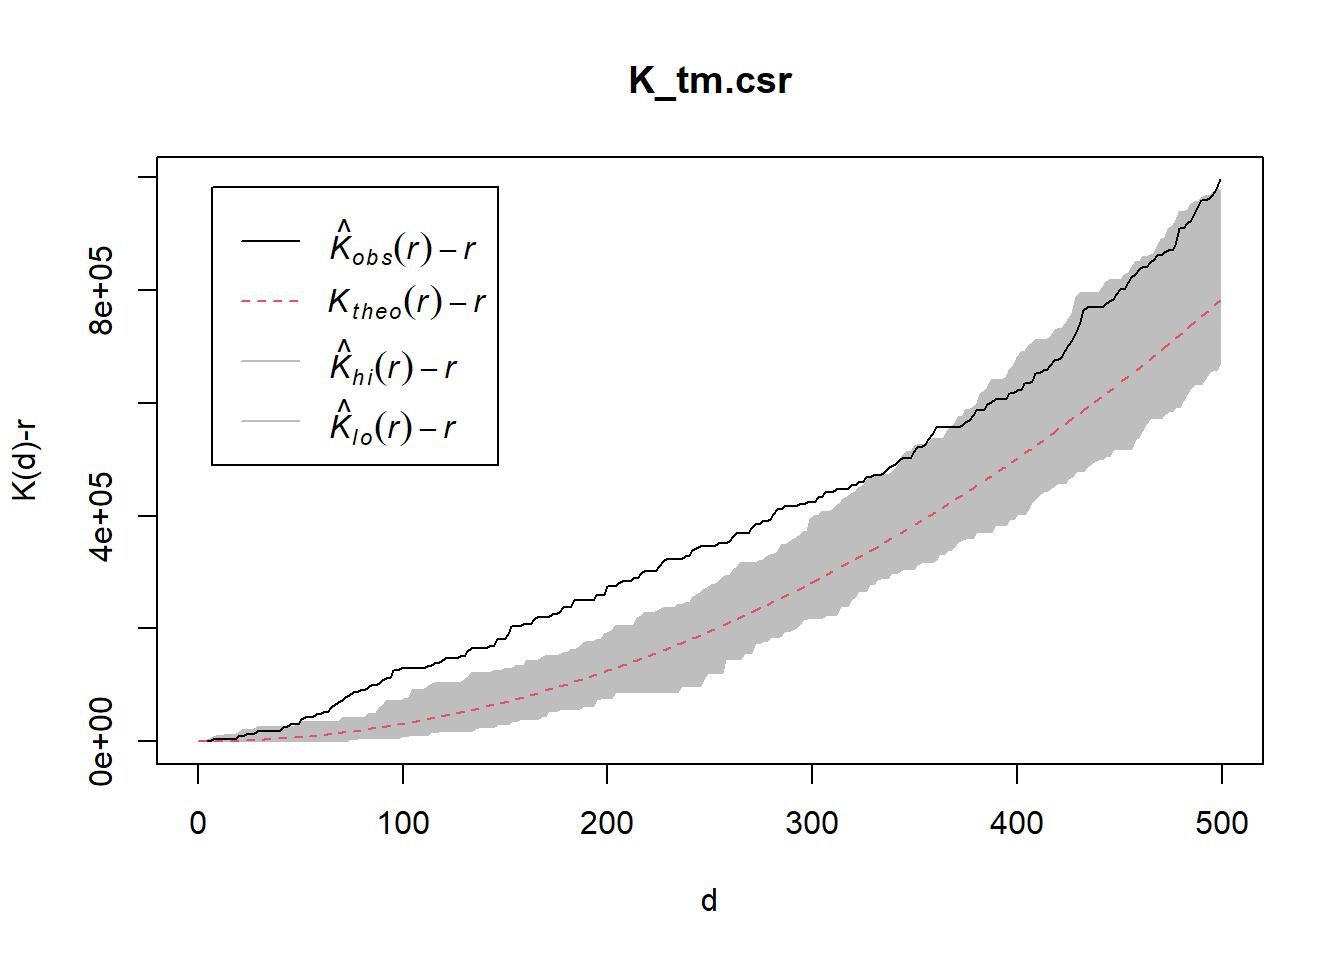 K_tm.csr
K̂obs(r) − r
Ktheo(r) − r
K̂hi(r) − r
K̂lo(r) − r
K(d)-r
8e+05
4e+05
0e+00
0 100 200 300 400 500
d